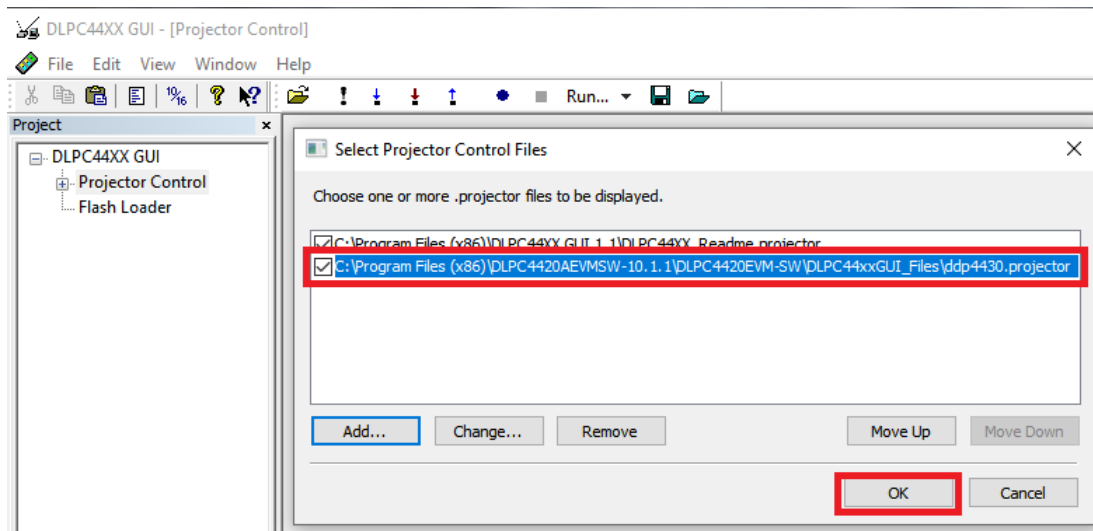 DLPC44XX GUI - [Projector Control]
File Edit View Window Help
10/16 Run...
Project x
DLPC44XX GUI
Projector Control
Flash Loader
Select Projector Control Files
Choose one or more .projector files to be displayed.
C:\Program Files (x86)\DLPC44XX GUI 1.1\DLPC44XX_Readme.projector
C:\Program Files (x86)\DLPC4420AEVMSW-10.1.1\DLPC4420EVM-SW\DLPC44xxGUI_Files\ddp4430.projector
Add... Change... Remove Move Up Move Down
OK Cancel